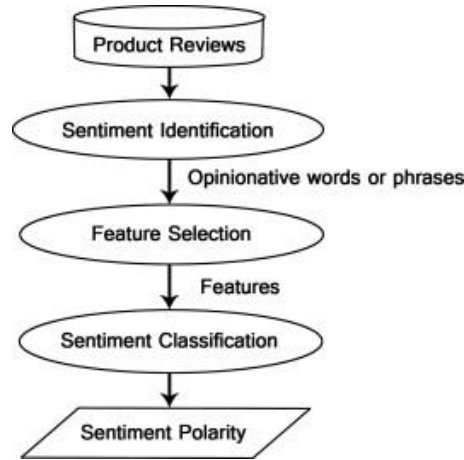 Product Reviews
Sentiment Identification
Opinionative words or phrases
Feature Selection
Features
Sentiment Classification
Sentiment Polarity